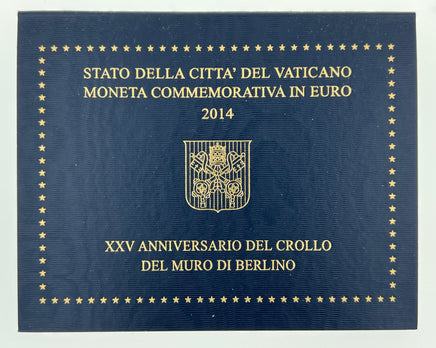 STATO DELLA CITTA' DEL VATICANO
MONETA COMMEMORATIVA IN EURO
2014
XXV ANNIVERSARIO DEL CROLLO
DEL MURO DI BERLINO